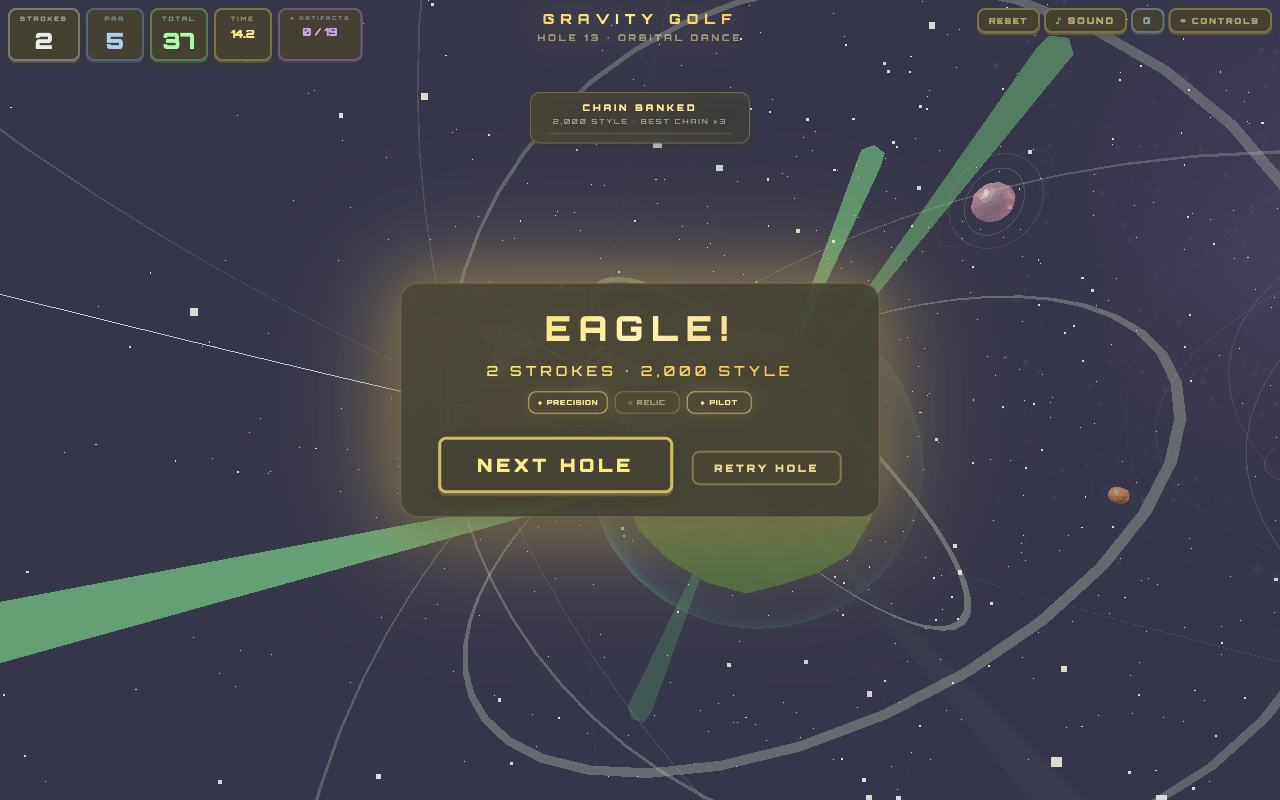 STROKES
2
PAR
5
TOTAL
37
TIME
14.2
ARTIFACTS
0 / 19
GRAVITY GOLF
HOLE 13 · ORBITAL DANCE
RESET
♪ SOUND
G
CONTROLS
CHAIN BANKED
2,000 STYLE · BEST CHAIN ×3
EAGLE!
2 STROKES · 2,000 STYLE
◆ PRECISION
◇ RELIC
◆ PILOT
NEXT HOLE
RETRY HOLE